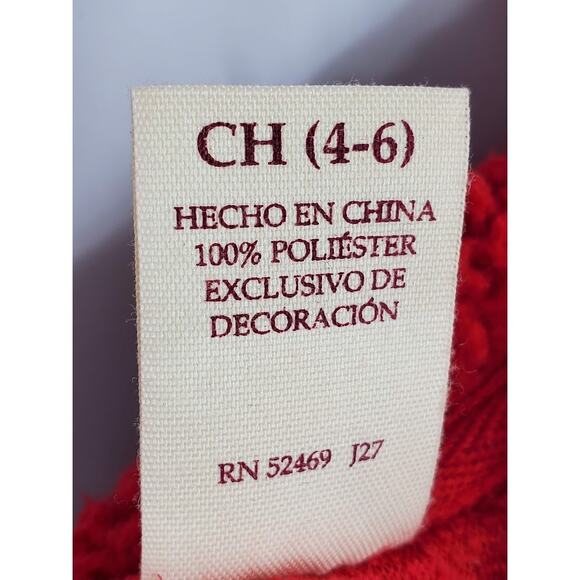 CH (4-6)
HECHO EN CHINA
100% POLIÉSTER
EXCLUSIVO DE
DECORACIÓN
RN 52469 J27